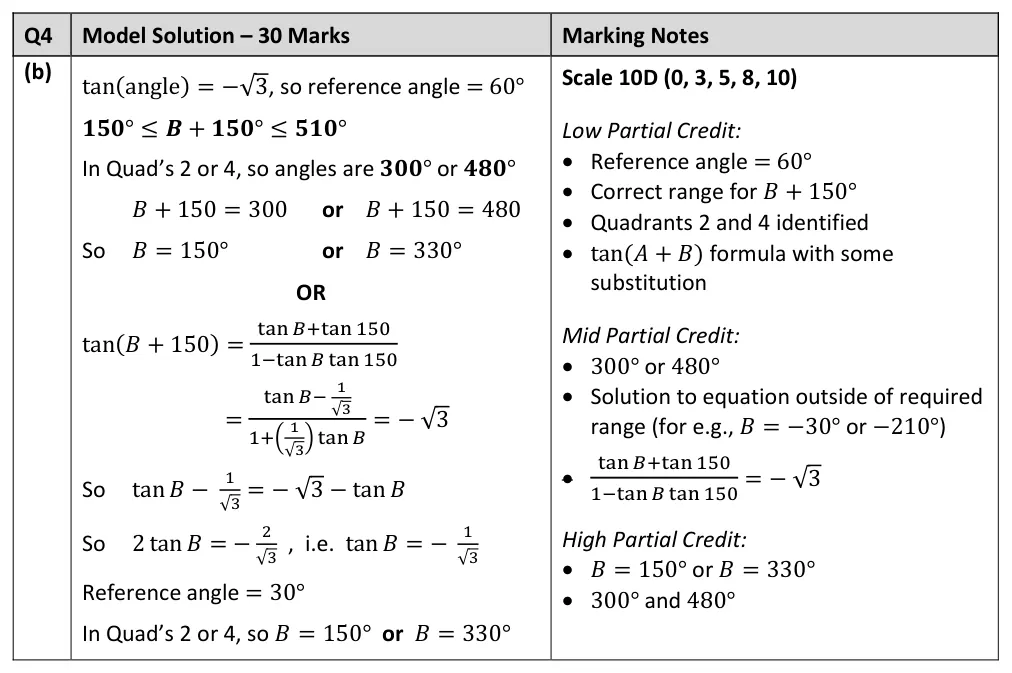 Q4 Model Solution – 30 Marks Marking Notes
(b)
tan(angle) = −√3, so reference angle = 60°
150° ≤ B + 150° ≤ 510°
In Quad’s 2 or 4, so angles are 300° or 480°
B + 150 = 300 or B + 150 = 480
So B = 150° or B = 330°
OR
tan(B + 150) = (tan B+tan 150)/(1−tan B tan 150)
= (tan B− 1/√3)/(1+(1/√3) tan B) = − √3
So tan B − 1/√3 = − √3 − tan B
So 2 tan B = − 2/√3 , i.e. tan B = − 1/√3
Reference angle = 30°
In Quad’s 2 or 4, so B = 150° or B = 330°
Scale 10D (0, 3, 5, 8, 10)
Low Partial Credit:
• Reference angle = 60°
• Correct range for B + 150°
• Quadrants 2 and 4 identified
• tan(A + B) formula with some
substitution
Mid Partial Credit:
• 300° or 480°
• Solution to equation outside of required
range (for e.g., B = −30° or −210°)
• (tan B+tan 150)/(1−tan B tan 150) = − √3
High Partial Credit:
• B = 150° or B = 330°
• 300° and 480°